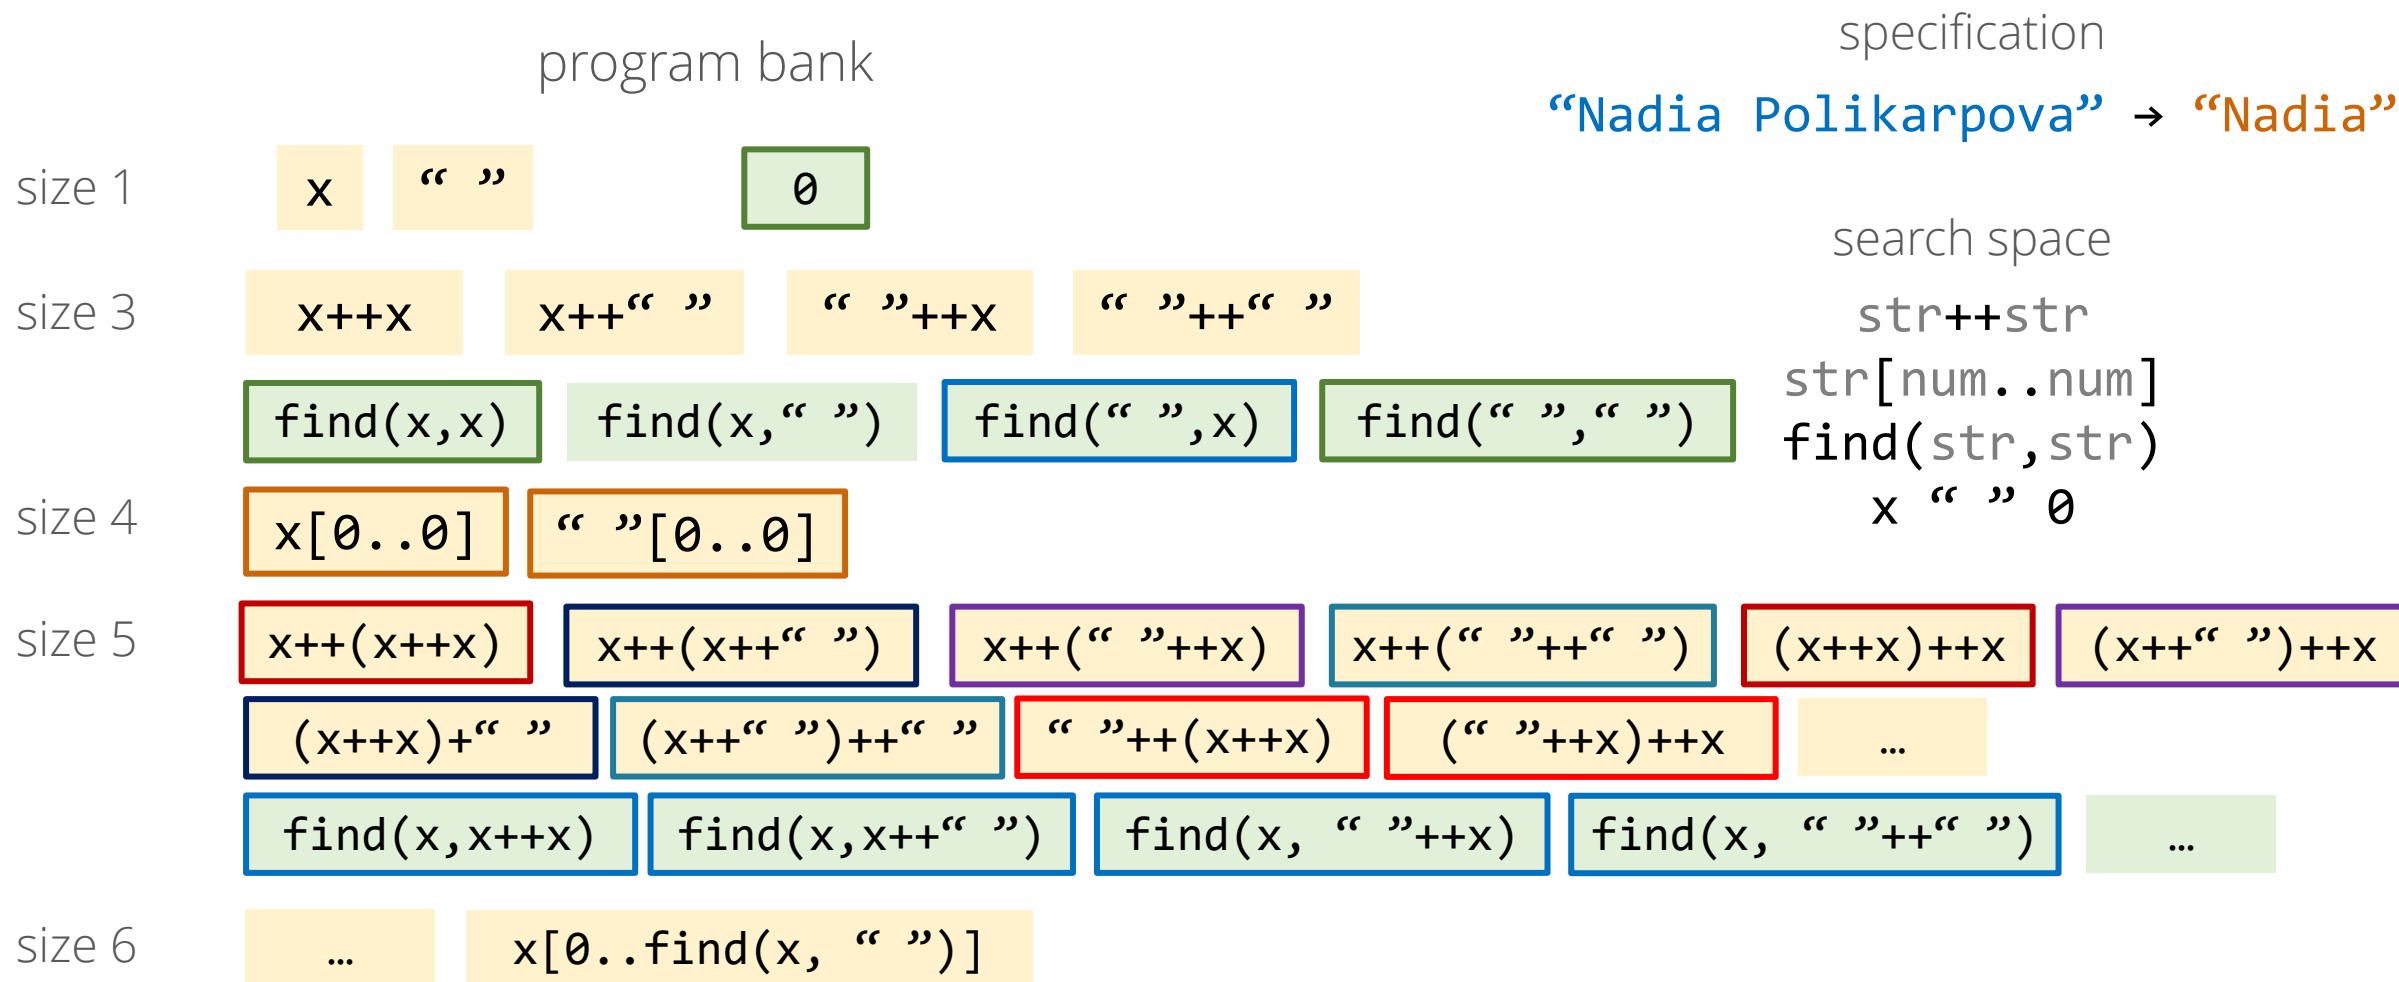 program bank
specification
“Nadia Polikarpova” → “Nadia”
size 1 x “ ” 0
search space
size 3 x++x x++“ ” “ ”++x “ ”++“ ”
str++str
str[num..num]
find(x,x) find(x,“ ”) find(“ ”,x) find(“ ”,“ ”)
find(str,str)
x “ ” 0
size 4 x[0..0] “ ”[0..0]
size 5 x++(x++x) x++(x++“ ”) x++(“ ”++x) x++(“ ”++“ ”) (x++x)++x (x++“ ”)++x
(x++x)+“ ” (x++“ ”)++“ ” “ ”++(x++x) (“ ”++x)++x …
find(x,x++x) find(x,x++“ ”) find(x, “ ”++x) find(x, “ ”++“ ”) …
size 6 … x[0..find(x, “ ”)]